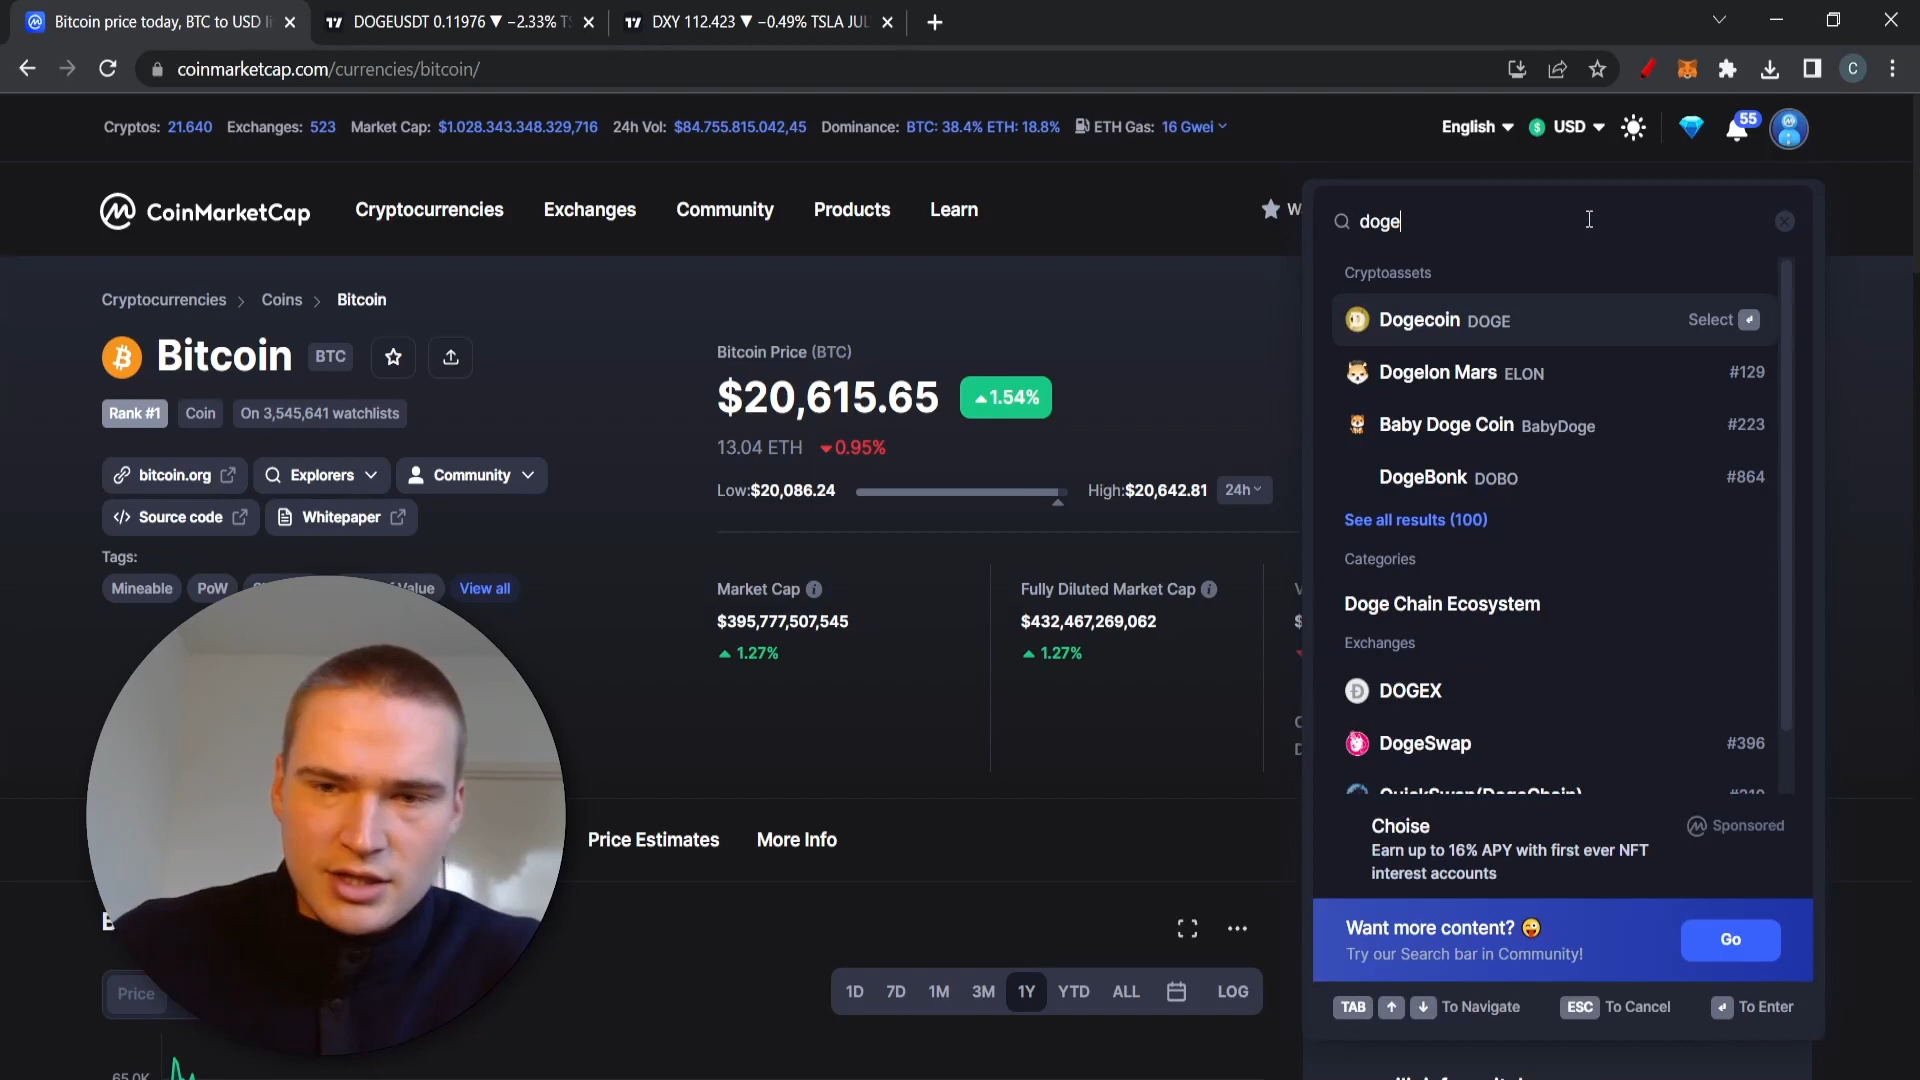 Bitcoin price today, BTC to USD li
DOGEUSDT 0.11976 ▼ −2.33% TS
DXY 112.423 ▼ −0.49% TSLA JUL
coinmarketcap.com/currencies/bitcoin/
C
Cryptos: 21.640 Exchanges: 523 Market Cap: $1.028.343.348.329,716 24h Vol: $84.755.815.042,45 Dominance: BTC: 38.4% ETH: 18.8% ETH Gas: 16 Gwei
English USD 55
CoinMarketCap Cryptocurrencies Exchanges Community Products Learn W
doge
Cryptoassets
Dogecoin DOGE Select
Dogelon Mars ELON #129
Baby Doge Coin BabyDoge #223
DogeBonk DOBO #864
See all results (100)
Categories
Doge Chain Ecosystem
Exchanges
DOGEX
DogeSwap #396
QuickSwap(DogeChain) #219
Choise Sponsored
Earn up to 16% APY with first ever NFT
interest accounts
Want more content? 😜
Try our Search bar in Community!
Go
TAB ↑ ↓ To Navigate ESC To Cancel To Enter
Cryptocurrencies > Coins > Bitcoin
Bitcoin BTC
Rank #1 Coin On 3,545,641 watchlists
bitcoin.org Explorers Community
Source code Whitepaper
Tags:
Mineable PoW View all
Bitcoin Price (BTC)
$20,615.65 1.54%
13.04 ETH 0.95%
Low:$20,086.24 High:$20,642.81 24h
Market Cap
$395,777,507,545
1.27%
Fully Diluted Market Cap
$432,467,269,062
1.27%
Price Estimates More Info
Price
1D 7D 1M 3M 1Y YTD ALL LOG
65.0K